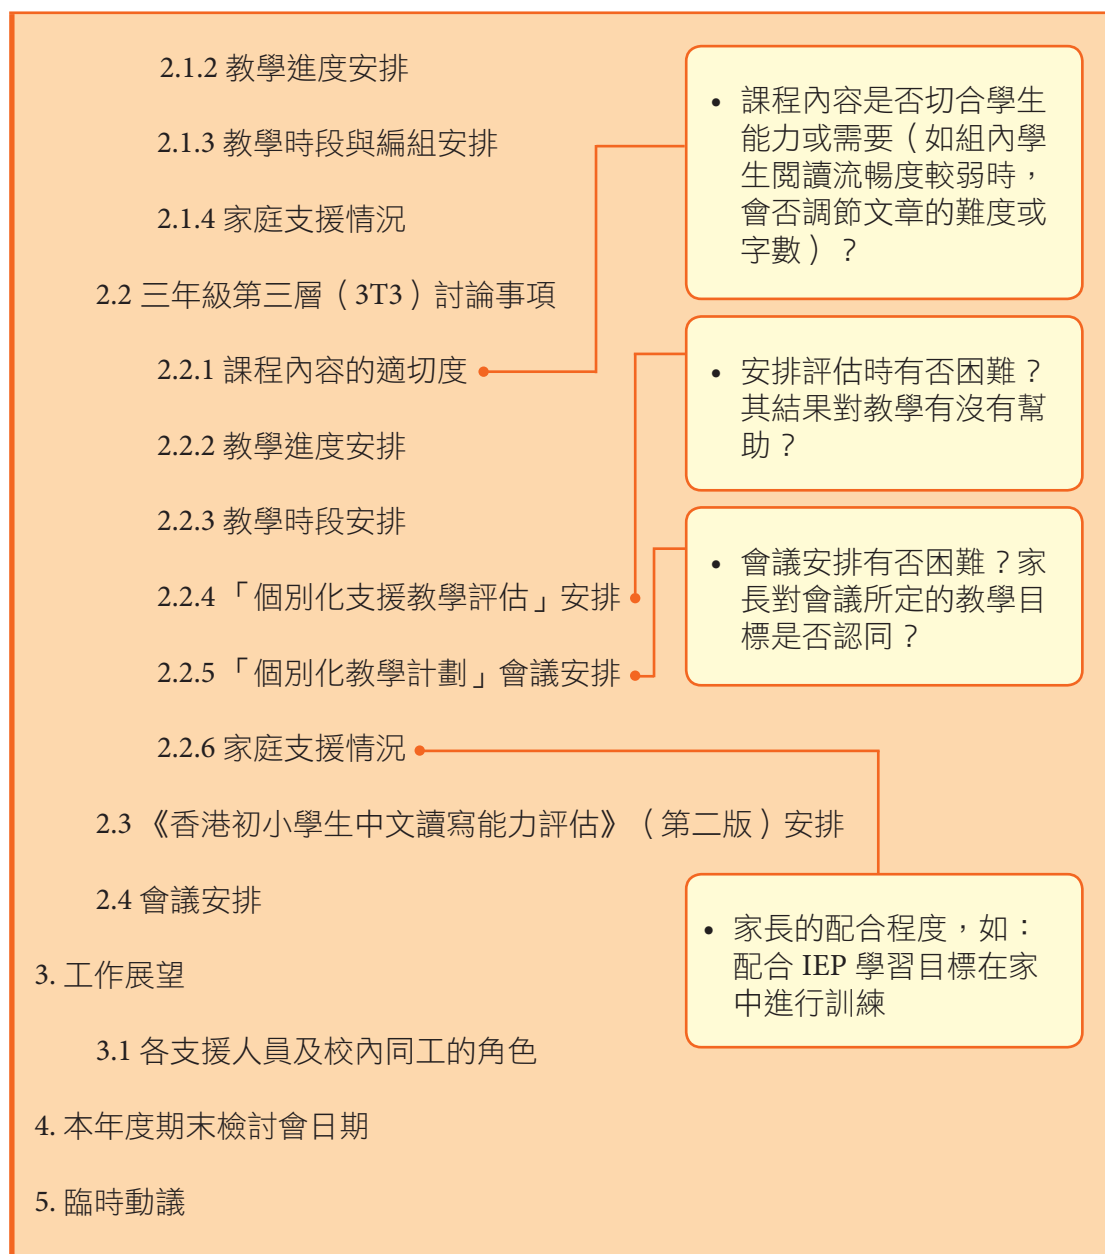 2.1.2 教學進度安排
2.1.3 教學時段與編組安排
2.1.4 家庭支援情況
2.2 三年級第三層（3T3）討論事項
2.2.1 課程內容的適切度
• 課程內容是否切合學生
能力或需要（如組內學
生閱讀流暢度較弱時，
會否調節文章的難度或
字數）？
2.2.2 教學進度安排
2.2.3 教學時段安排
2.2.4「個別化支援教學評估」安排
• 安排評估時有否困難？
其結果對教學有沒有幫
助？
2.2.5「個別化教學計劃」會議安排
• 會議安排有否困難？家
長對會議所定的教學目
標是否認同？
2.2.6 家庭支援情況
• 家長的配合程度，如：
配合 IEP 學習目標在家
中進行訓練
2.3 《香港初小學生中文讀寫能力評估》（第二版）安排
2.4 會議安排
3. 工作展望
3.1 各支援人員及校內同工的角色
4. 本年度期末檢討會日期
5. 臨時動議